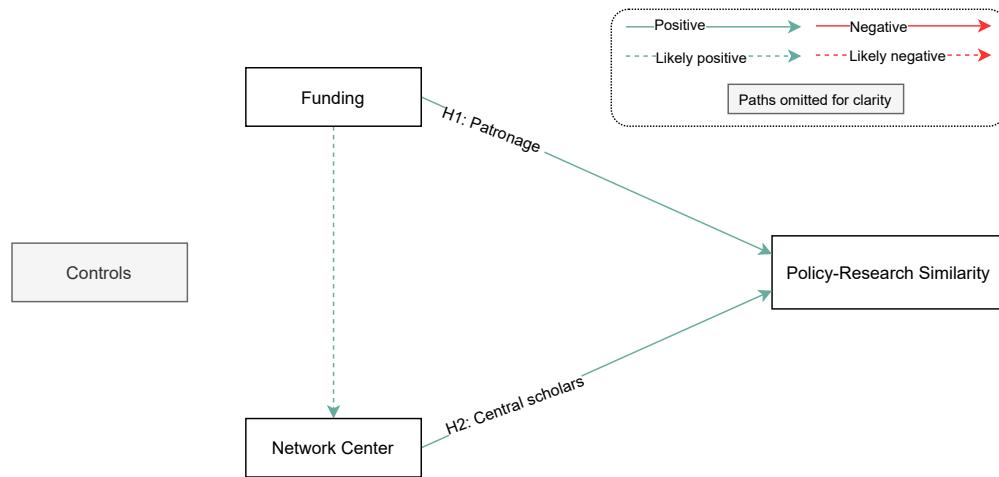 Positive
Negative
Likely positive
Likely negative
Paths omitted for clarity
Funding
H1: Patronage
Controls
Policy-Research Similarity
H2: Central scholars
Network Center